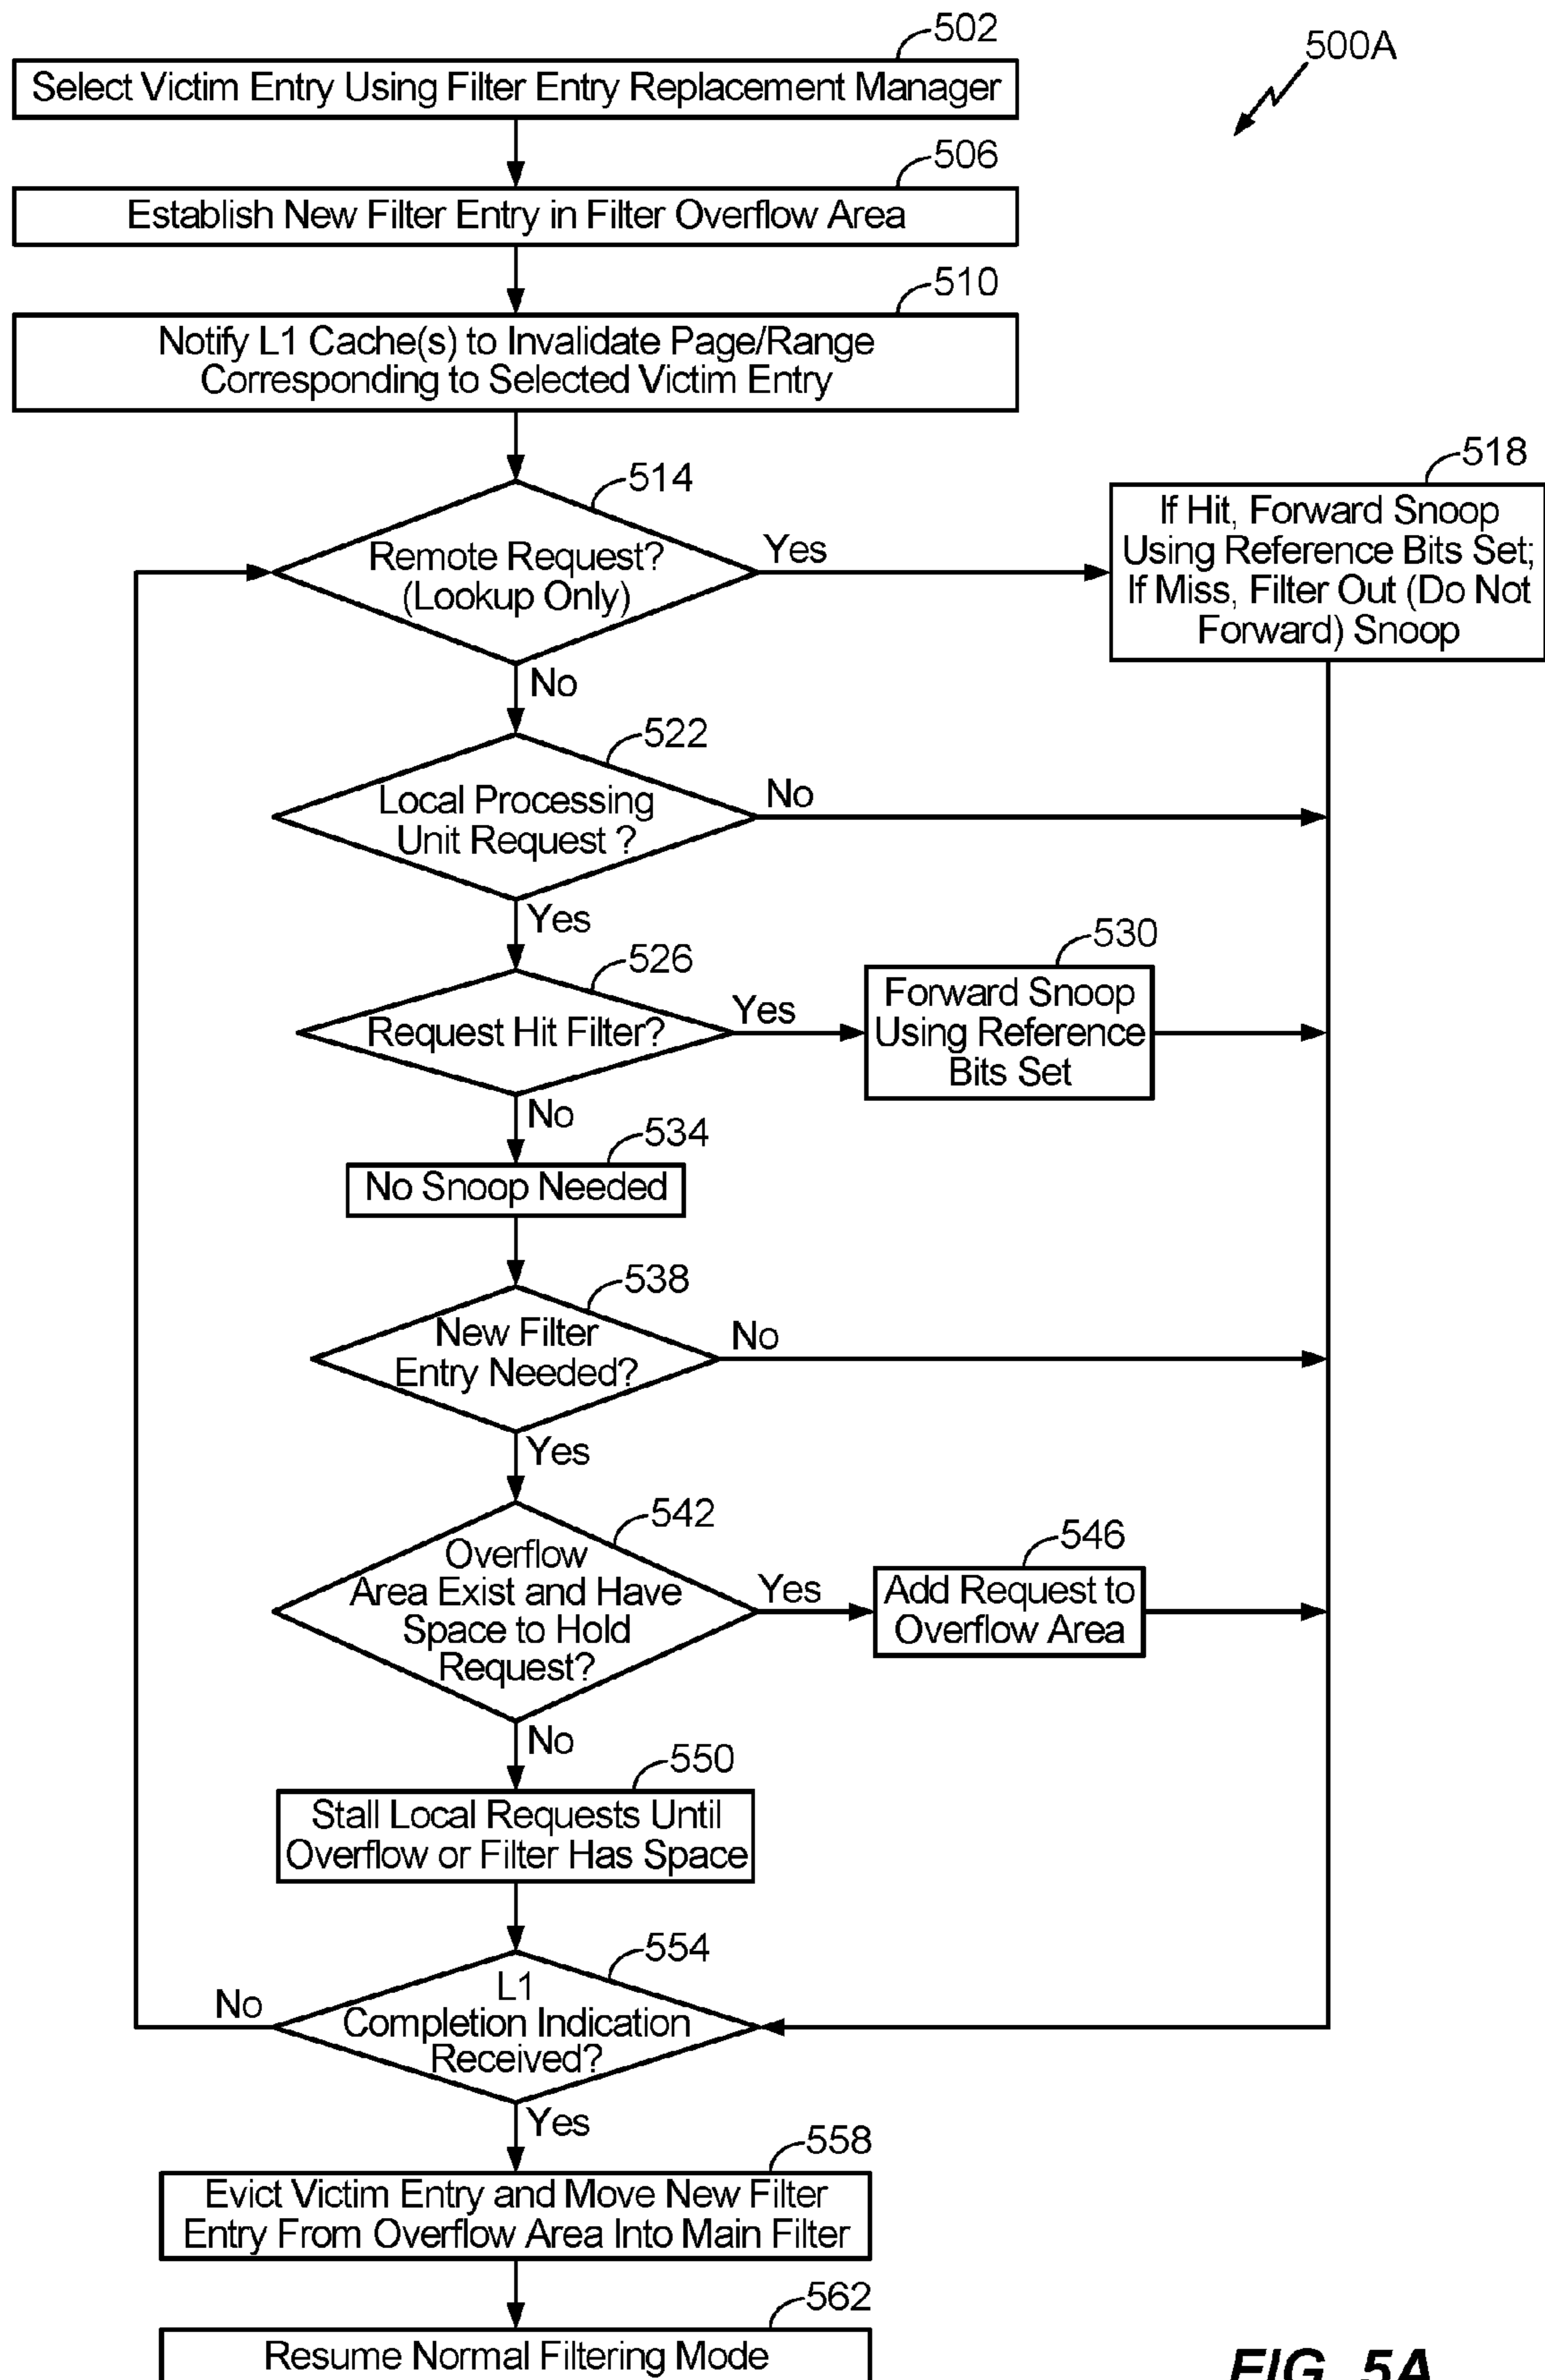 502
500A
Select Victim Entry Using Filter Entry Replacement Manager
506
Establish New Filter Entry in Filter Overflow Area
510
Notify L1 Cache(s) to Invalidate Page/Range
Corresponding to Selected Victim Entry
514
Remote Request?
(Lookup Only)
Yes
No
518
If Hit, Forward Snoop
Using Reference Bits Set;
If Miss, Filter Out (Do Not
Forward) Snoop
522
Local Processing
Unit Request ?
No
Yes
526
Request Hit Filter?
Yes
No
530
Forward Snoop
Using Reference
Bits Set
534
No Snoop Needed
538
New Filter
Entry Needed?
No
Yes
542
Overflow
Area Exist and Have
Space to Hold
Request?
Yes
No
546
Add Request to
Overflow Area
550
Stall Local Requests Until
Overflow or Filter Has Space
554
L1
Completion Indication
Received?
No
Yes
558
Evict Victim Entry and Move New Filter
Entry From Overflow Area Into Main Filter
562
Resume Normal Filtering Mode
FIG. 5A